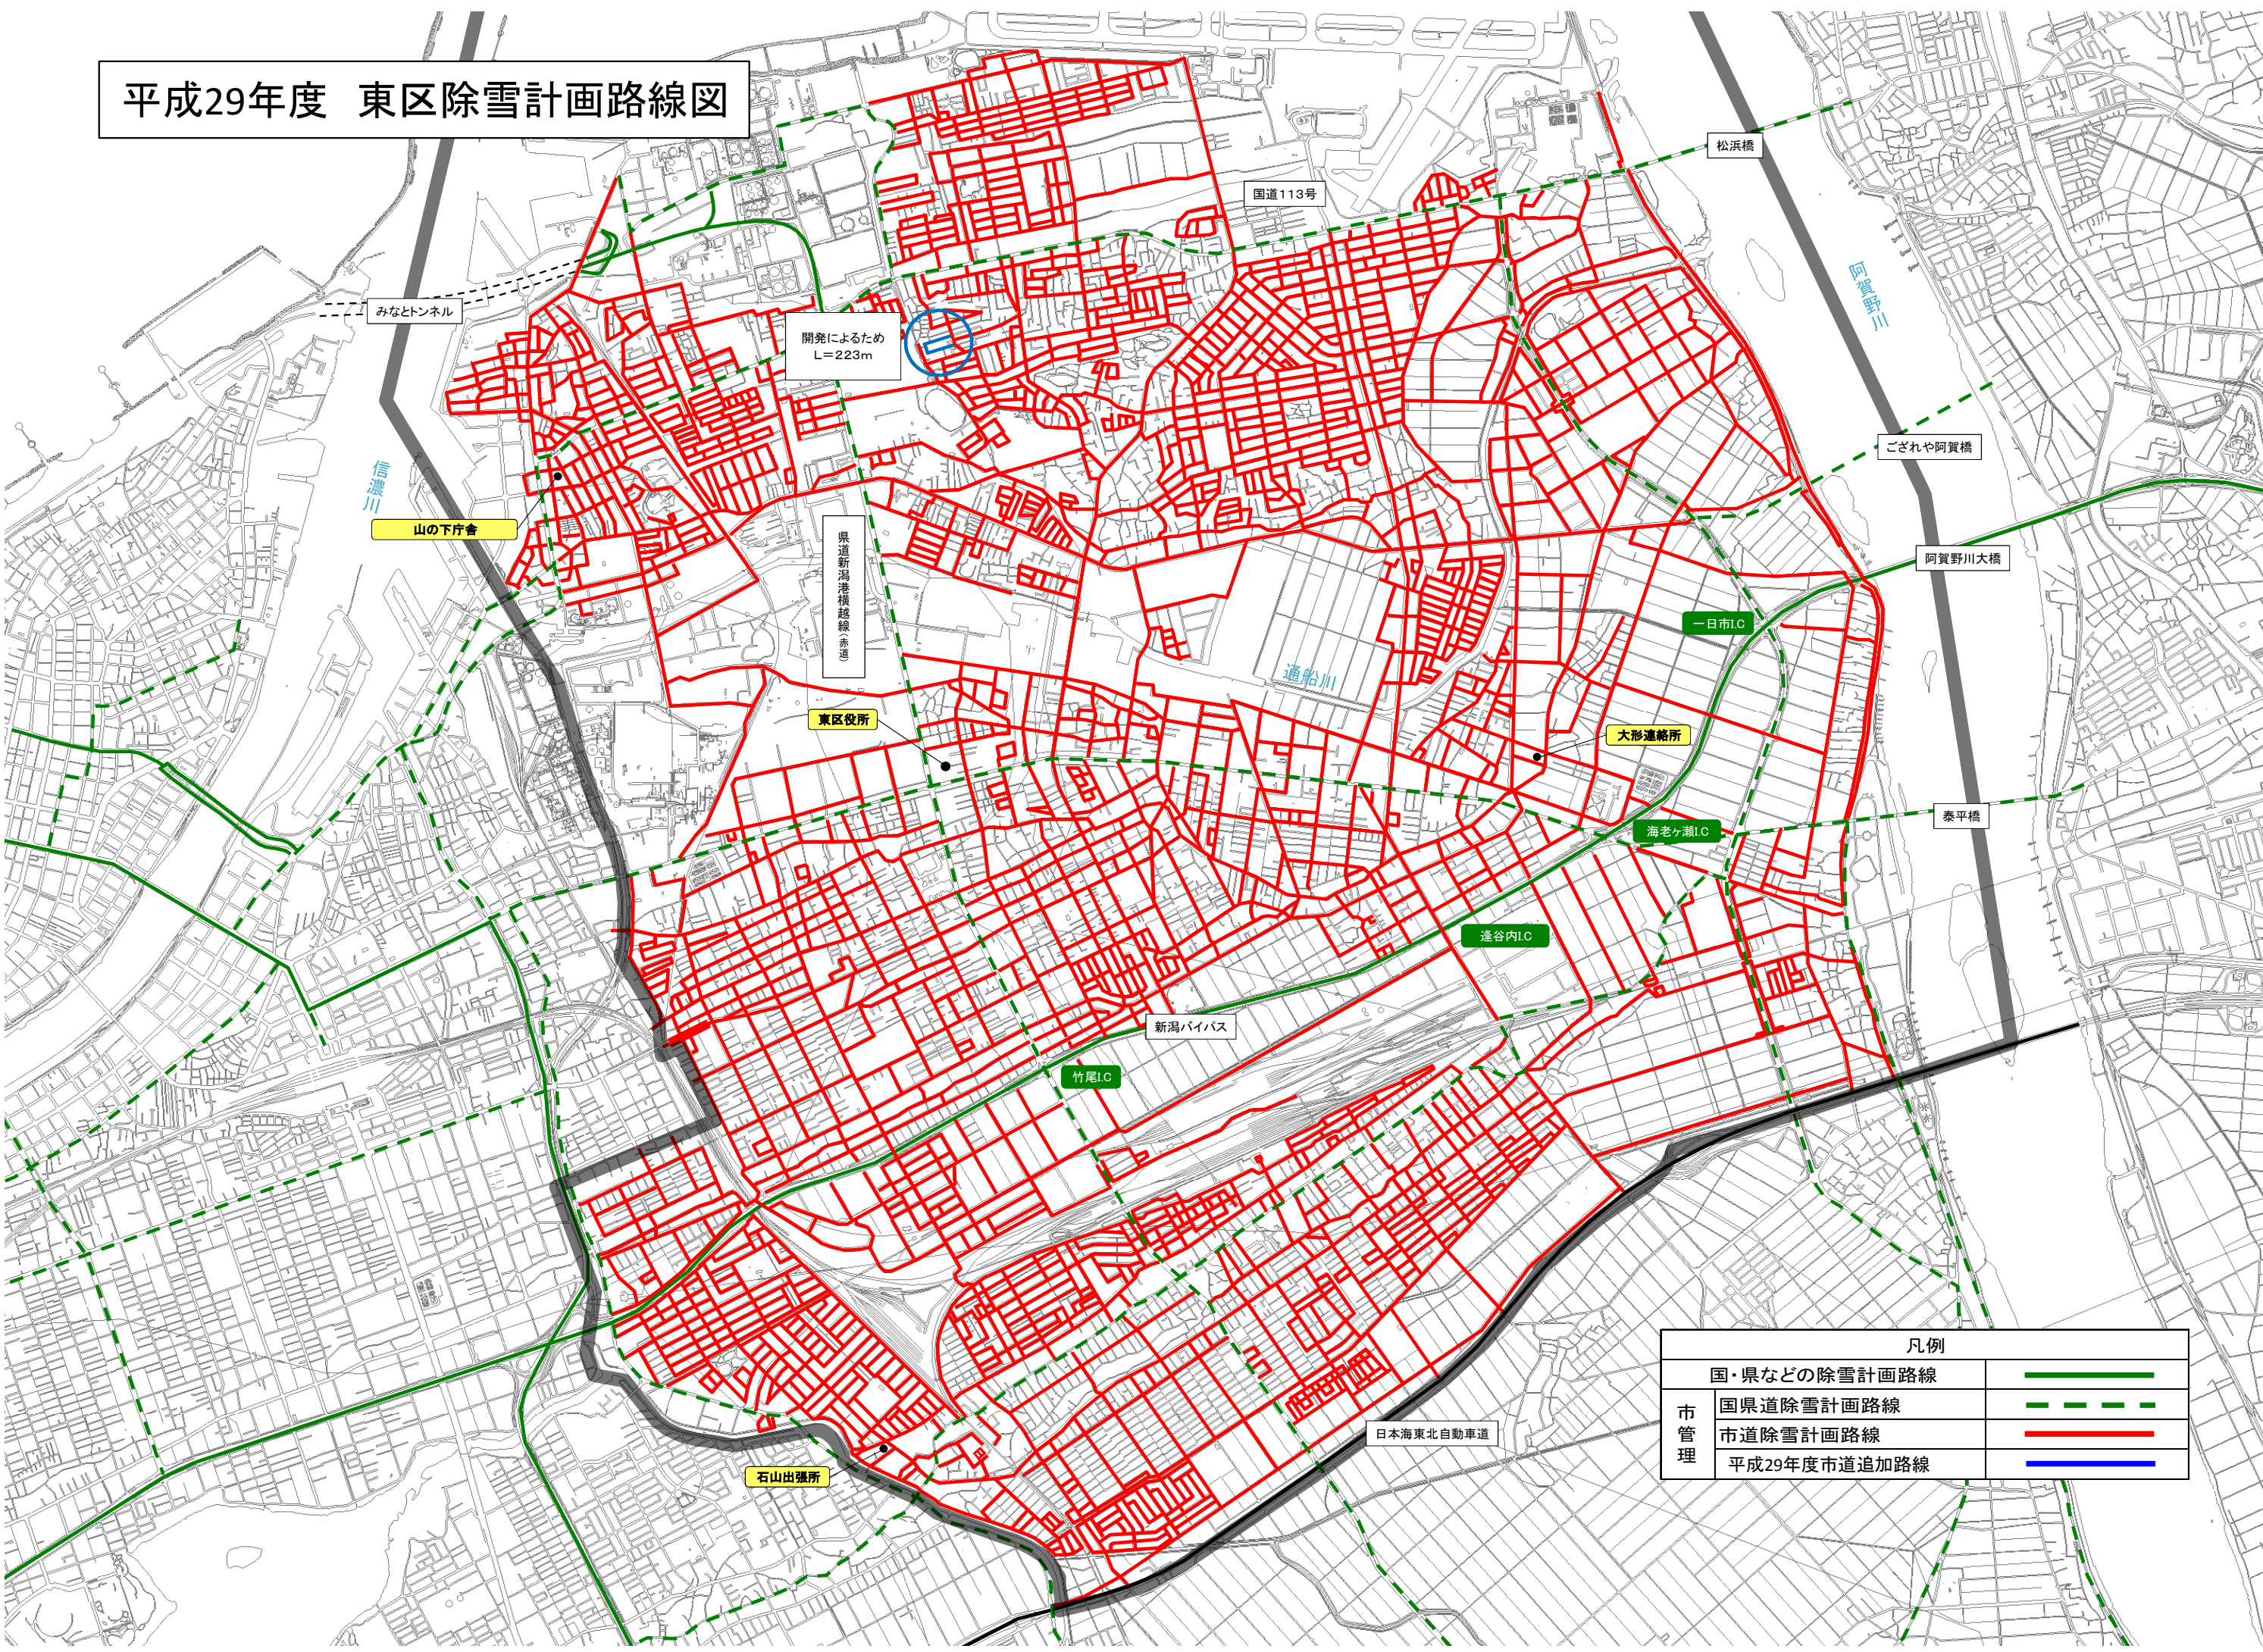 平成29年度　東区除雪計画路線図
松浜橋
国道113号
阿賀野川
みなとトンネル
開発によるため
L=223m
ござれや阿賀橋
信濃川
山の下庁舎
県道新潟港横越線(赤道)
阿賀野川大橋
一日市I.C
通船川
東区役所
大形連絡所
泰平橋
海老ヶ瀬I.C
逢谷内I.C
新潟バイパス
竹尾I.C
日本海東北自動車道
石山出張所
凡例
国・県などの除雪計画路線
市管理
国県道除雪計画路線
市道除雪計画路線
平成29年度市道追加路線